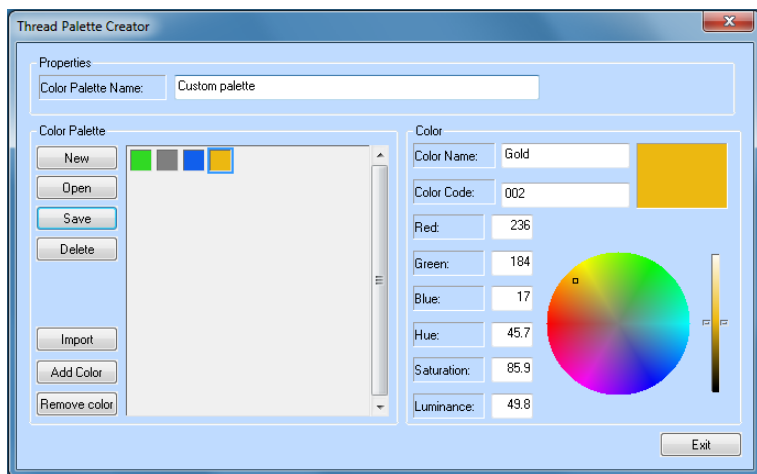 Thread Palette Creator
Properties
Color Palette Name: Custom palette
Color Palette
New
Open
Save
Delete
Import
Add Color
Remove color
Color
Color Name: Gold
Color Code: 002
Red: 236
Green: 184
Blue: 17
Hue: 45.7
Saturation: 85.9
Luminance: 49.8
Exit